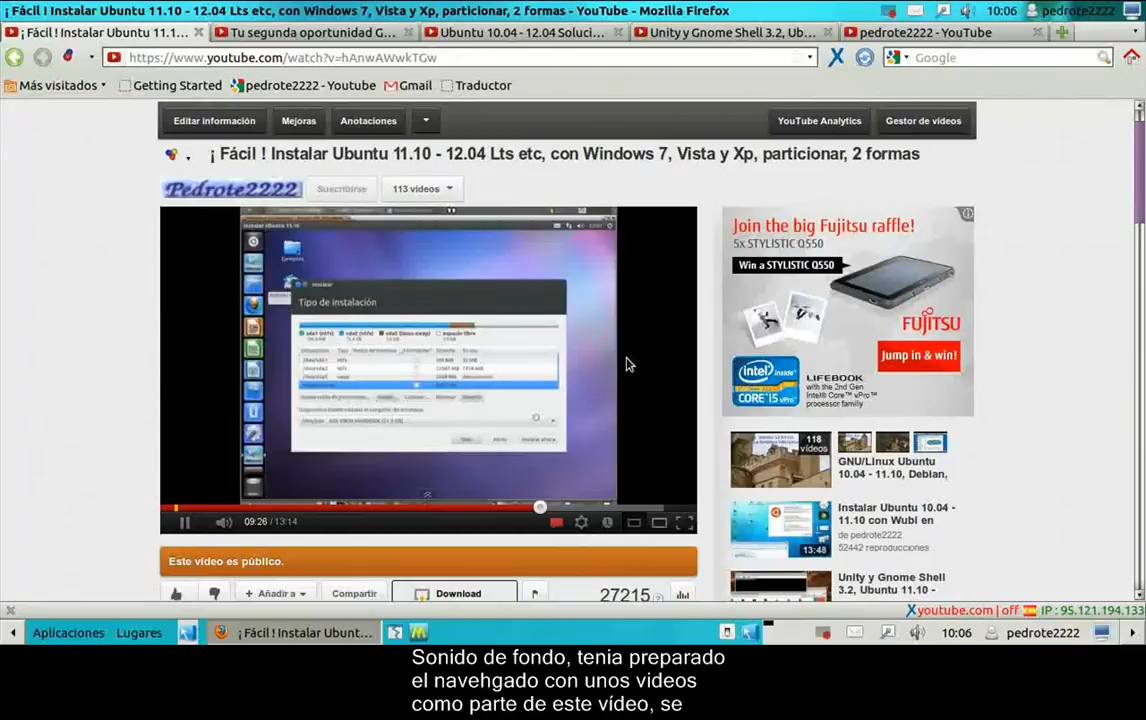 ¡ Fácil ! Instalar Ubuntu 11.10 - 12.04 Lts etc, con Windows 7, Vista y Xp, particionar, 2 formas - YouTube - Mozilla Firefox
10:06 pedrote2222
¡ Fácil ! Instalar Ubuntu 11.1... Tu segunda oportunidad G... Ubuntu 10.04 - 12.04 Soluci... Unity y Gnome Shell 3.2, Ub... pedrote2222 - YouTube
https://www.youtube.com/watch?v=hAnwAWwkTGw
Google
Más visitados Getting Started pedrote2222 - Youtube Gmail Traductor
Editar información Mejoras Anotaciones YouTube Analytics Gestor de vídeos
¡ Fácil ! Instalar Ubuntu 11.10 - 12.04 Lts etc, con Windows 7, Vista y Xp, particionar, 2 formas
Pedrote2222 Suscribirse 113 vídeos
Instalar
Tipo de instalación
espacio libre
09:26 / 13:14
Join the big Fujitsu raffle!
5x STYLISTIC Q550
Win a STYLISTIC Q550
FUJITSU
Jump in & win!
intel inside
CORE i5 vPro
LIFEBOOK
with the 2nd Gen
Intel® Core™ vPro™
processor family
118
vídeos
GNU/Linux Ubuntu
10.04 - 11.10, Debian,
Instalar Ubuntu 10.04 -
11.10 con Wubi en
de pedrote2222
52442 reproducciones
13:48
Unity y Gnome Shell
3.2, Ubuntu 11.10 -
Este vídeo es público.
Añadir a Compartir Download 27215
youtube.com | off IP : 95.121.194.133
Aplicaciones Lugares ¡ Fácil ! Instalar Ubunt... 10:06 pedrote2222
Sonido de fondo, tenia preparado
el navehgado con unos videos
como parte de este vídeo, se